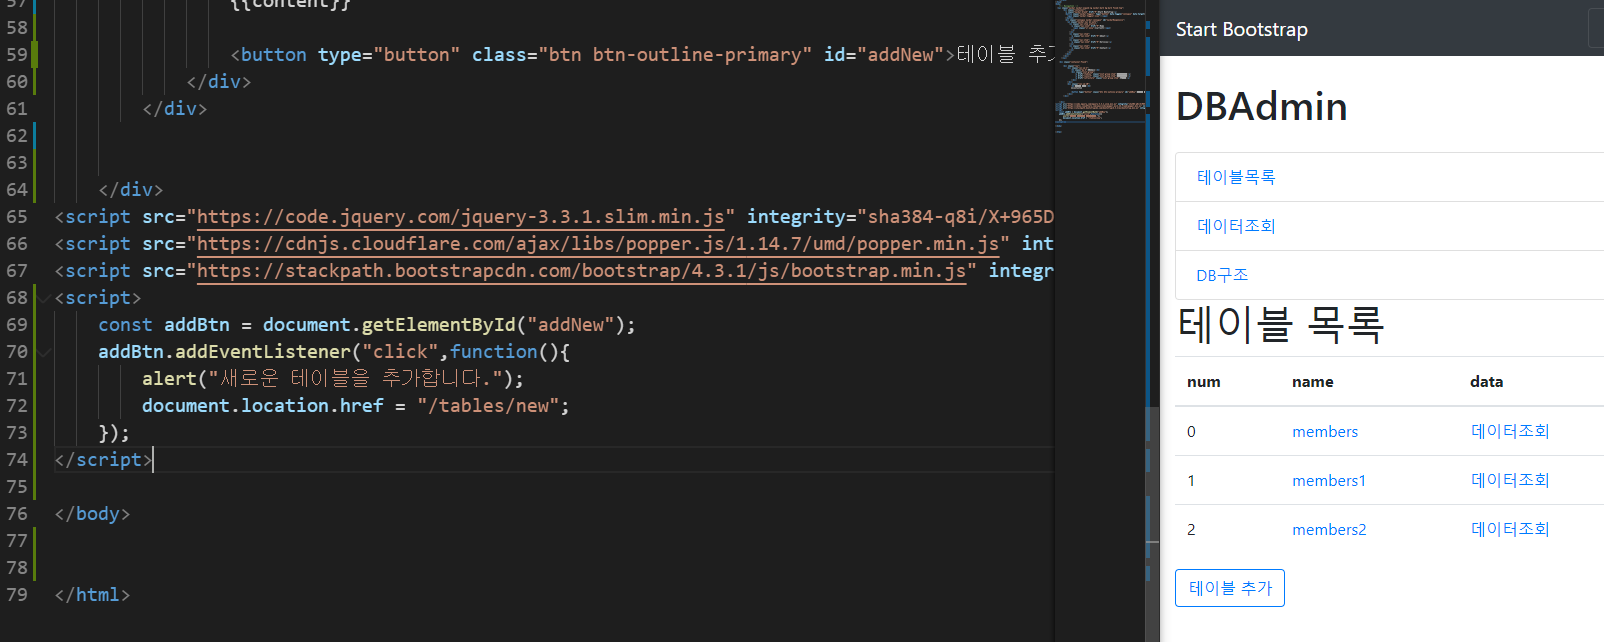 57 {{content}}
58
59 <button type="button" class="btn btn-outline-primary" id="addNew">테이블 추가
60 </div>
61 </div>
62
63
64 </div>
65 <script src="https://code.jquery.com/jquery-3.3.1.slim.min.js" integrity="sha384-q8i/X+965D
66 <script src="https://cdnjs.cloudflare.com/ajax/libs/popper.js/1.14.7/umd/popper.min.js" int
67 <script src="https://stackpath.bootstrapcdn.com/bootstrap/4.3.1/js/bootstrap.min.js" integr
68 <script>
69 const addBtn = document.getElementById("addNew");
70 addBtn.addEventListener("click",function(){
71 alert("새로운 테이블을 추가합니다.");
72 document.location.href = "/tables/new";
73 });
74 </script>
75
76 </body>
77
78
79 </html>
Start Bootstrap
DBAdmin
테이블목록
데이터조회
DB구조
테이블 목록
num name data
0 members 데이터조회
1 members1 데이터조회
2 members2 데이터조회
테이블 추가